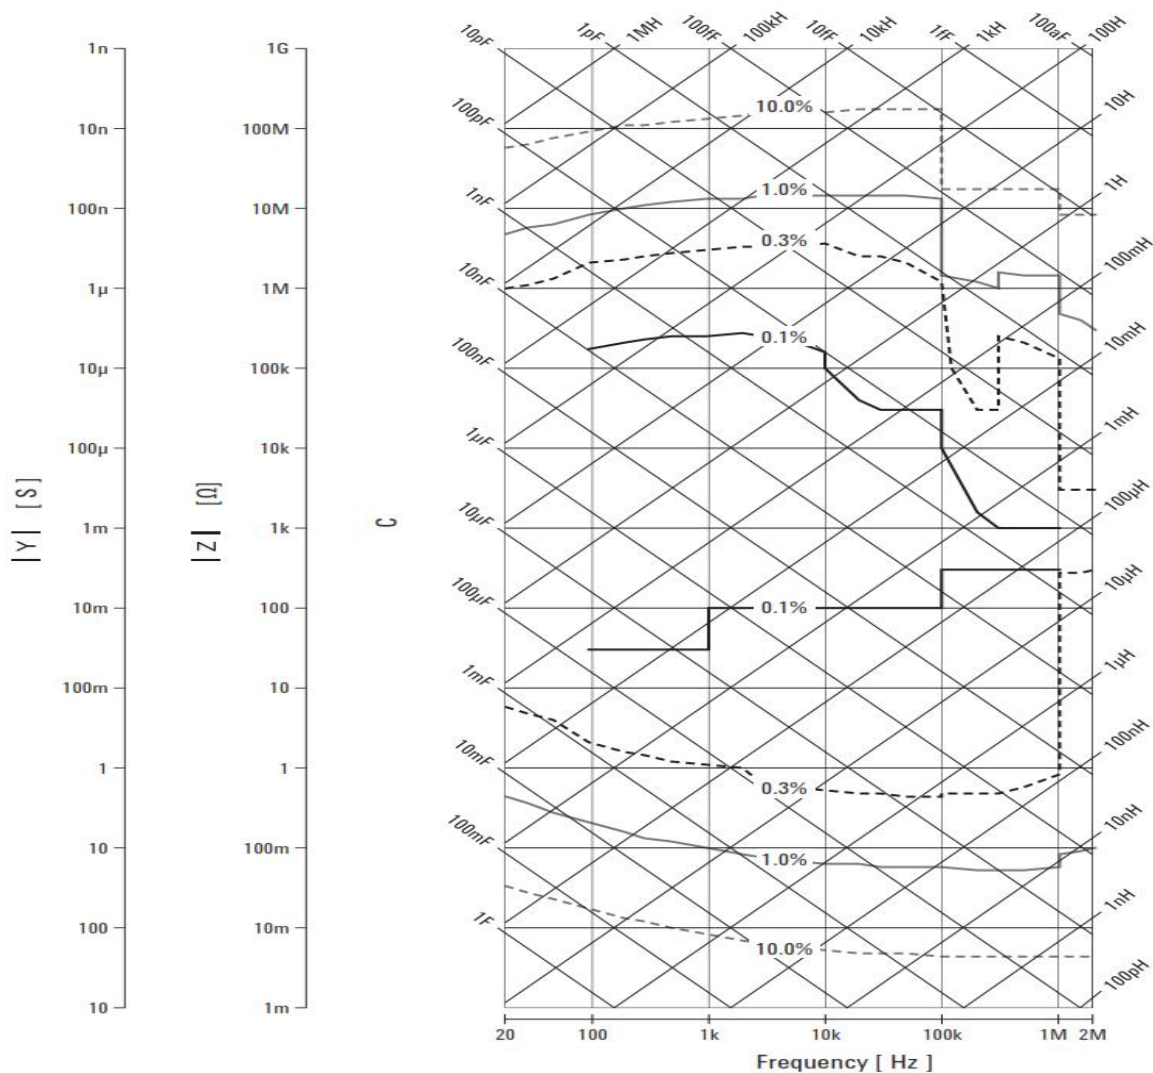 10pF 1pF 1MH 100fF 100kH 10fF 10kH 1fF 1kH 100aF 100H
1n 1G
10.0% 10H
100pF
10n 100M
1.0% 1H
1nF
100n 10M
0.3% 100mH
10nF
1µ 1M
0.1% 10mH
100nF
10µ 100k
1mH
1µF
100µ 10k
|Y| [S] |Z| [Ω] C
100µH
10µF
1m 1k
10µH
100µF
10m 100 0.1%
1µH
1mF
100m 10
100nH
10mF
1 1
0.3%
10nH
100mF
10 100m
1.0%
1nH
1F
100 10m
10.0%
100pH
10 1m
20 100 1k 10k 100k 1M 2M
Frequency [ Hz ]